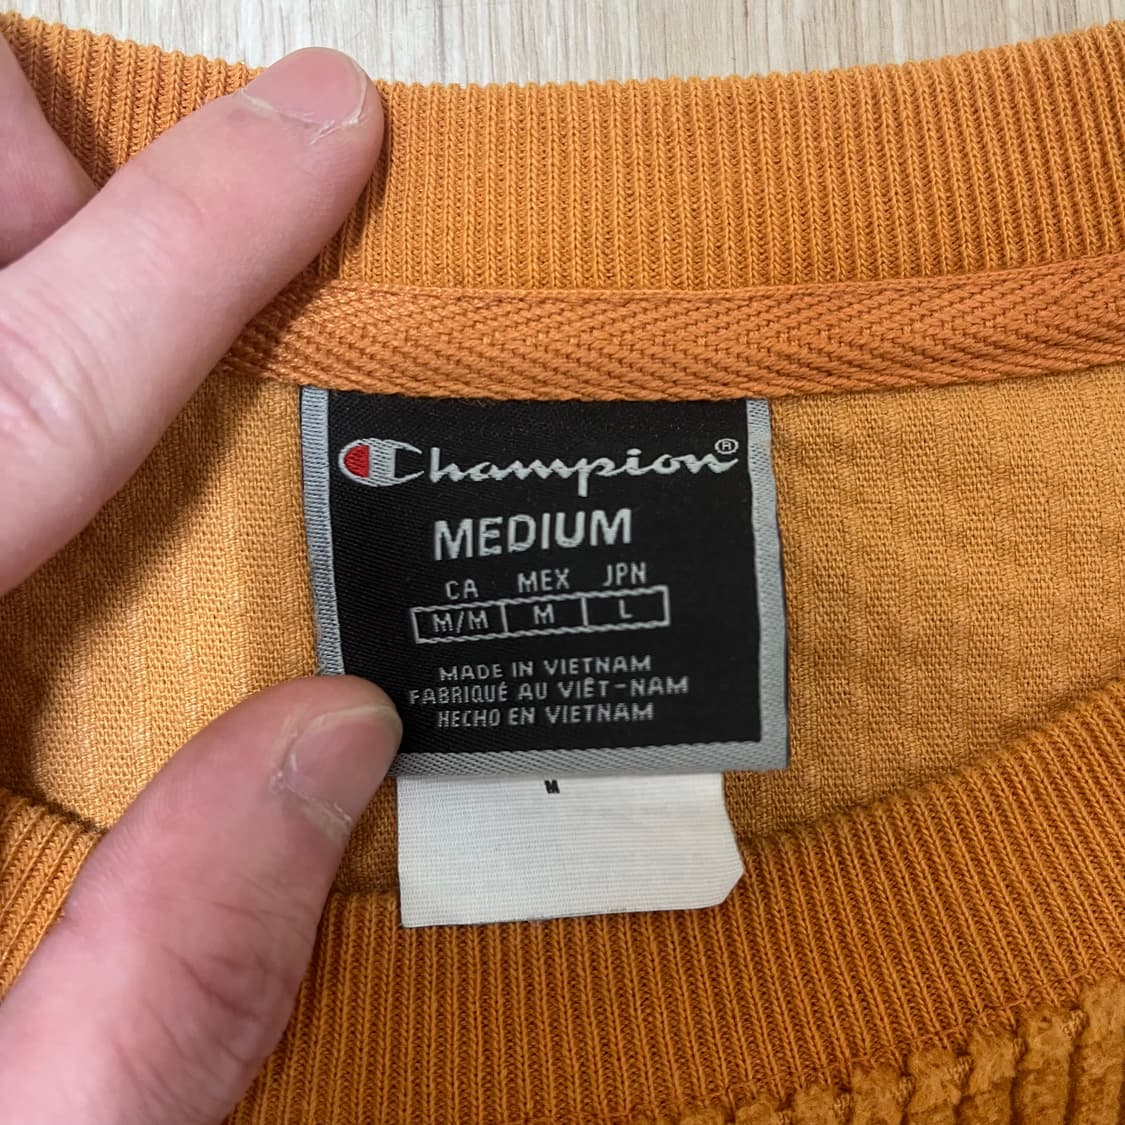 Champion®
MEDIUM
CA MEX JPN
M/M M L
MADE IN VIETNAM
FABRIQUÉ AU VIÊT-NAM
HECHO EN VIETNAM
M